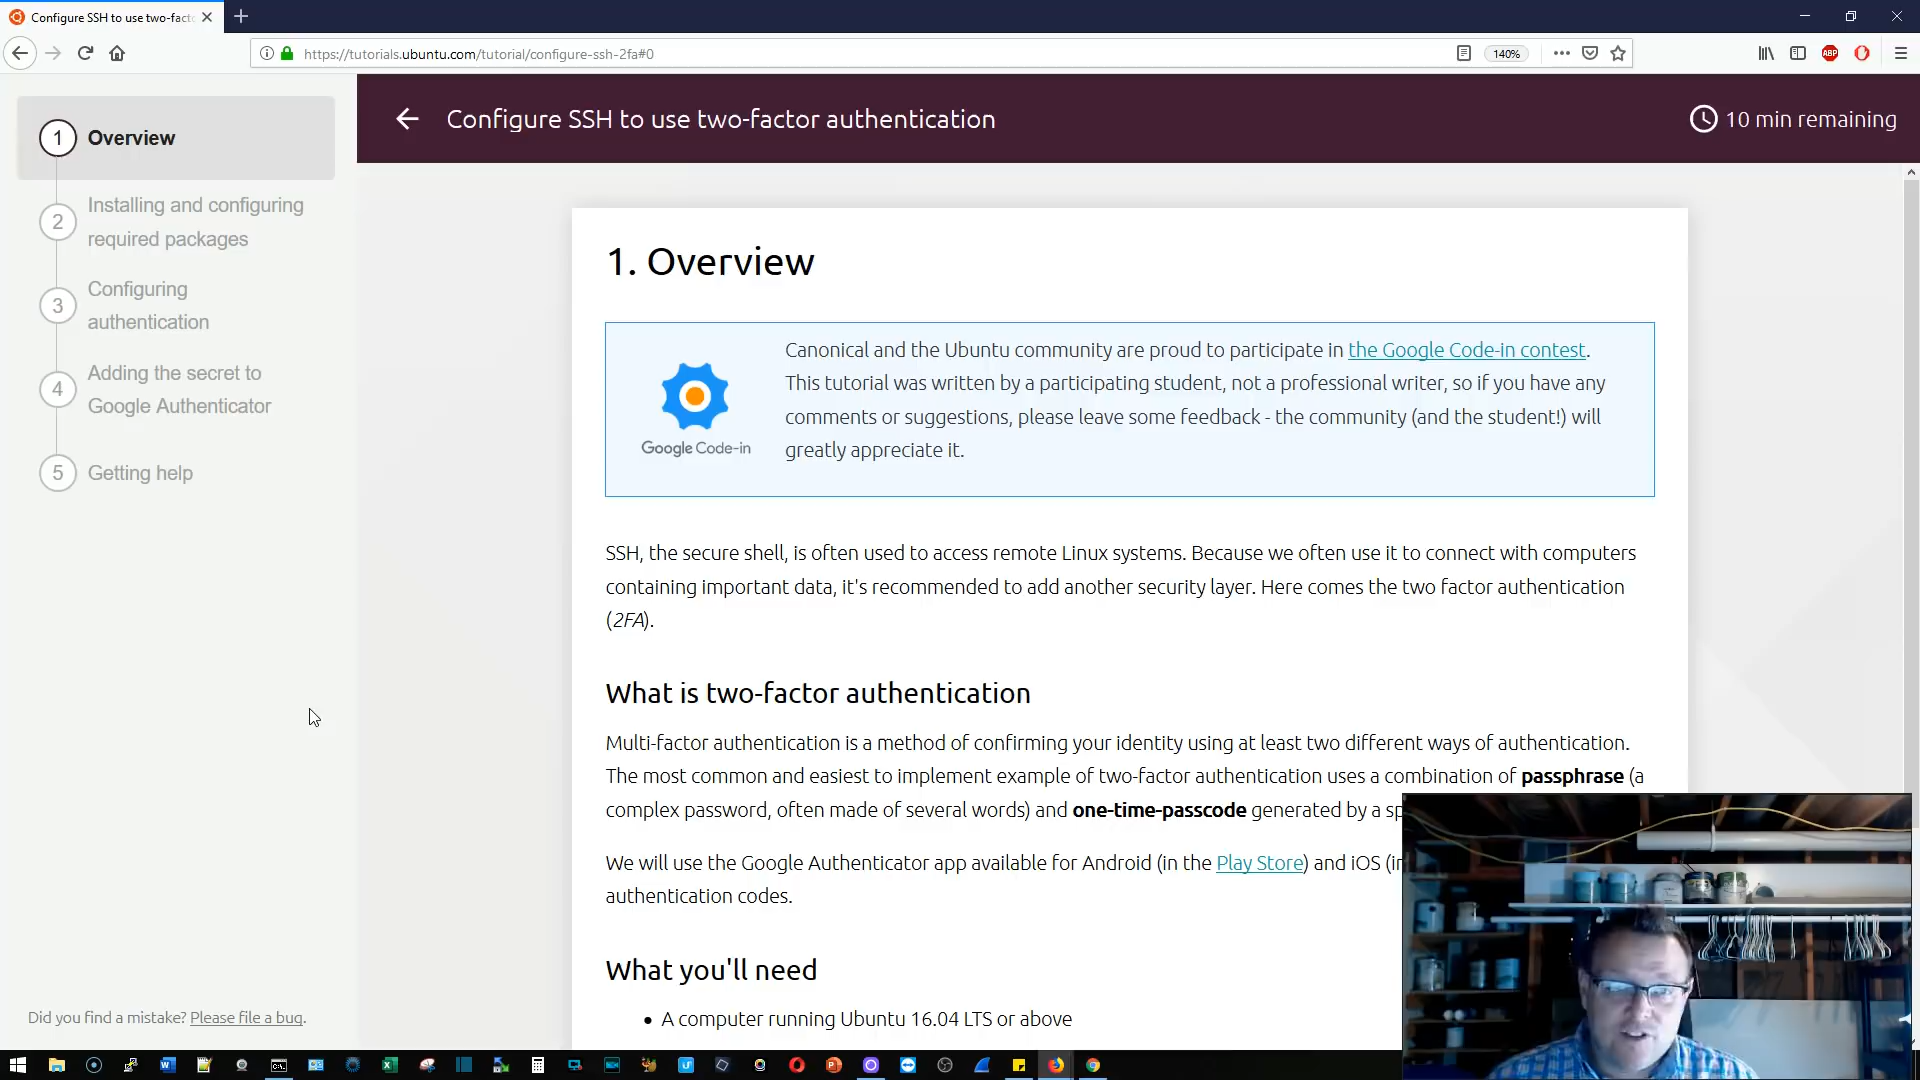 Configure SSH to use two-fact
https://tutorials.ubuntu.com/tutorial/configure-ssh-2fa#0
140%
ABP
1 Overview
2 Installing and configuring
required packages
3 Configuring
authentication
4 Adding the secret to
Google Authenticator
5 Getting help
Did you find a mistake? Please file a bug.
Configure SSH to use two-factor authentication
10 min remaining
1. Overview
Google Code-in
Canonical and the Ubuntu community are proud to participate in the Google Code-in contest.
This tutorial was written by a participating student, not a professional writer, so if you have any
comments or suggestions, please leave some feedback - the community (and the student!) will
greatly appreciate it.
SSH, the secure shell, is often used to access remote Linux systems. Because we often use it to connect with computers
containing important data, it's recommended to add another security layer. Here comes the two factor authentication
(2FA).
What is two-factor authentication
Multi-factor authentication is a method of confirming your identity using at least two different ways of authentication.
The most common and easiest to implement example of two-factor authentication uses a combination of passphrase (a
complex password, often made of several words) and one-time-passcode generated by a sp
We will use the Google Authenticator app available for Android (in the Play Store) and iOS (in
authentication codes.
What you'll need
• A computer running Ubuntu 16.04 LTS or above